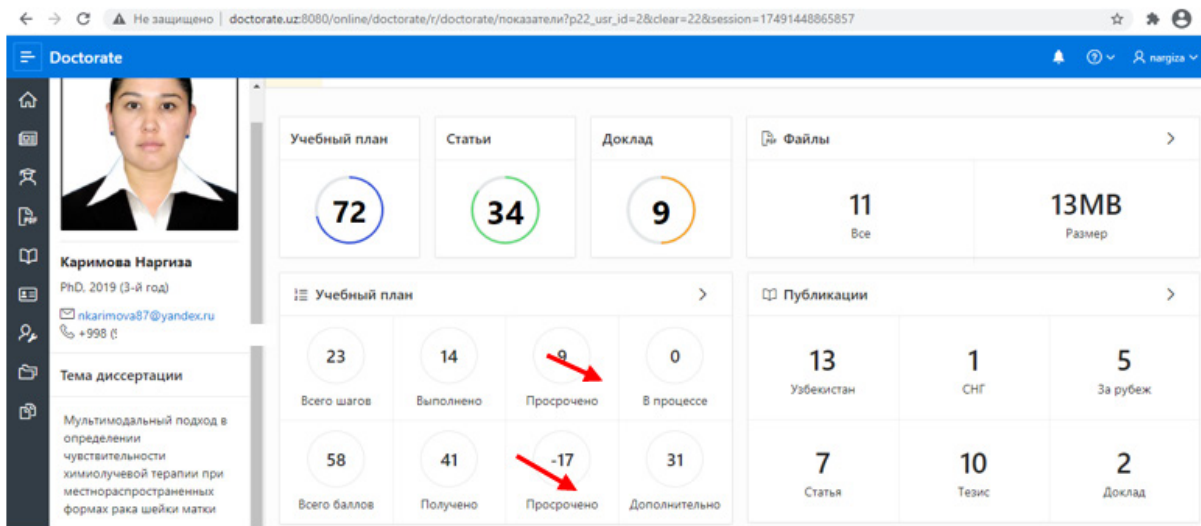 Не защищено | doctorate.uz:8080/online/doctorate/r/doctorate/показатели?p22_usr_id=2&clear=22&session=17491448865857
Doctorate
nargiza
Учебный план
Статьи
Доклад
Файлы
72
34
9
11
13MB
Все
Размер
Каримова Наргиза
PhD, 2019 (3-й год)
nkarimova87@yandex.ru
+998
Тема диссертации
Мультимодальный подход в
определении
чувствительности
химиолучевой терапии при
местнораспространенных
формах рака шейки матки
Учебный план
23
14
9
0
Всего шагов
Выполнено
Просрочено
В процессе
58
41
-17
31
Всего баллов
Получено
Просрочено
Дополнительно
Публикации
13
1
5
Узбекистан
СНГ
За рубеж
7
10
2
Статья
Тезис
Доклад